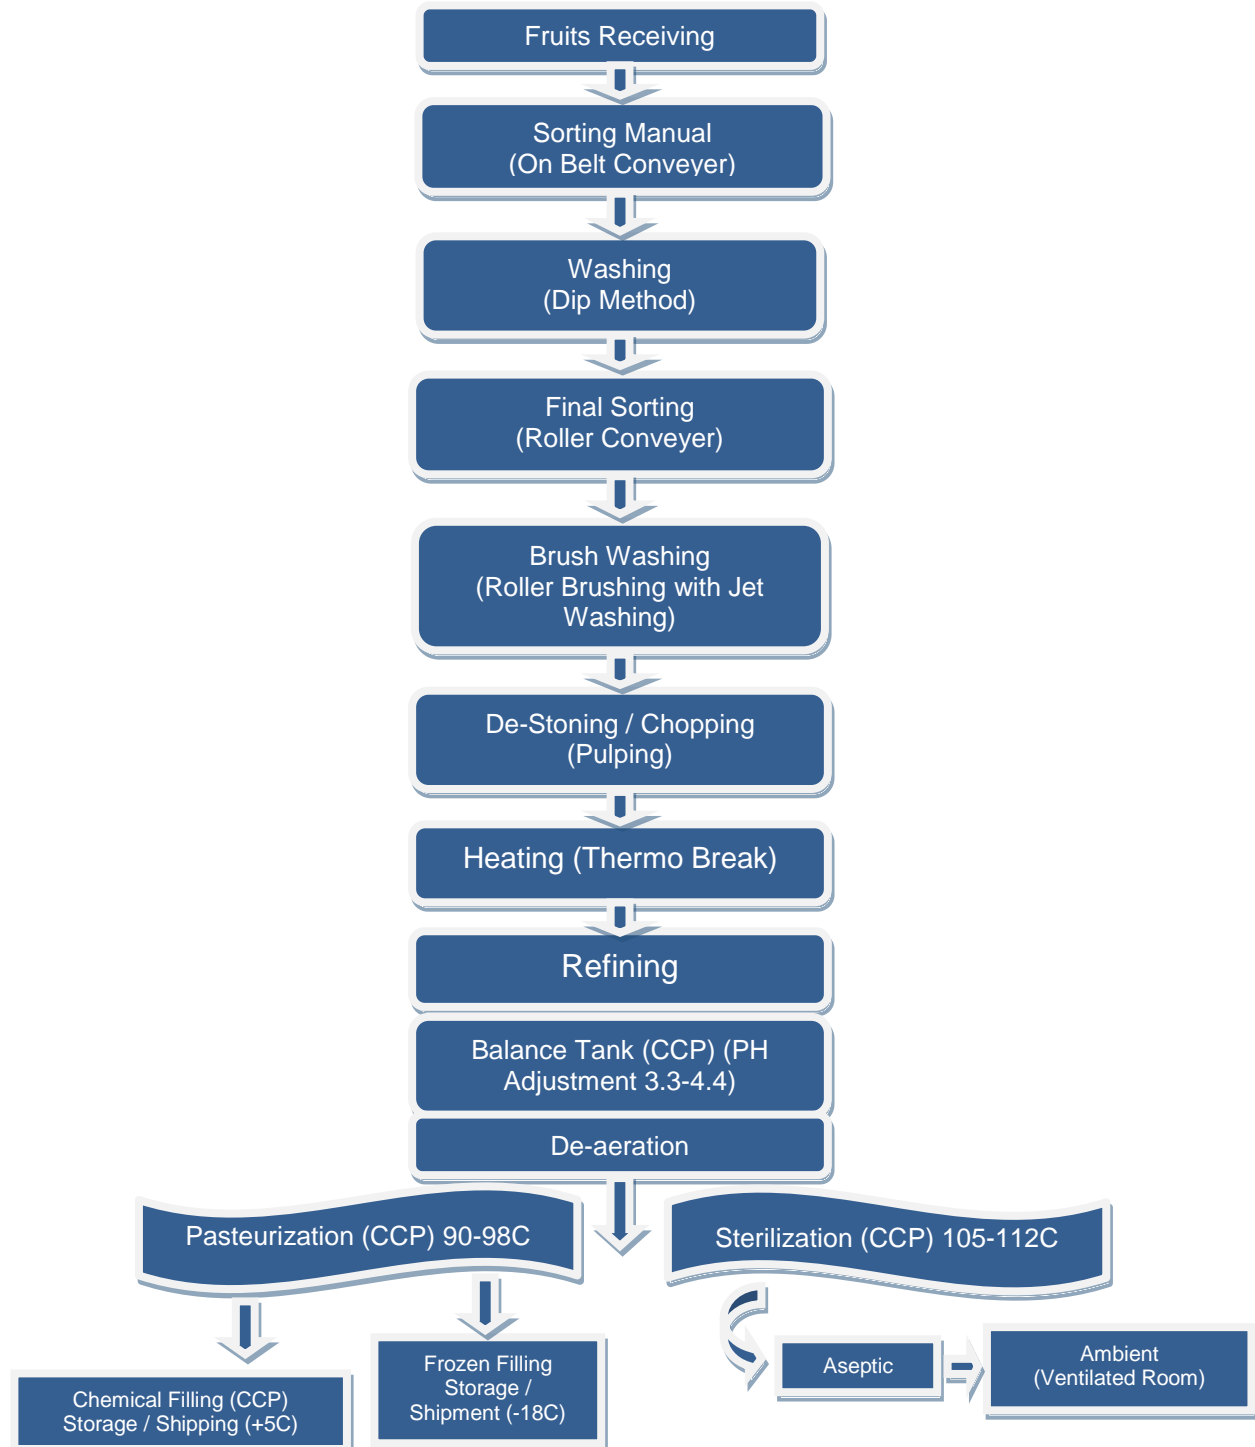 Fruits Receiving
Sorting Manual
(On Belt Conveyer)
Washing
(Dip Method)
Final Sorting
(Roller Conveyer)
Brush Washing
(Roller Brushing with Jet
Washing)
De-Stoning / Chopping
(Pulping)
Heating (Thermo Break)
Refining
Balance Tank (CCP) (PH
Adjustment 3.3-4.4)
De-aeration
Pasteurization (CCP) 90-98C
Sterilization (CCP) 105-112C
Chemical Filling (CCP)
Storage / Shipping (+5C)
Frozen Filling
Storage /
Shipment (-18C)
Aseptic
Ambient
(Ventilated Room)